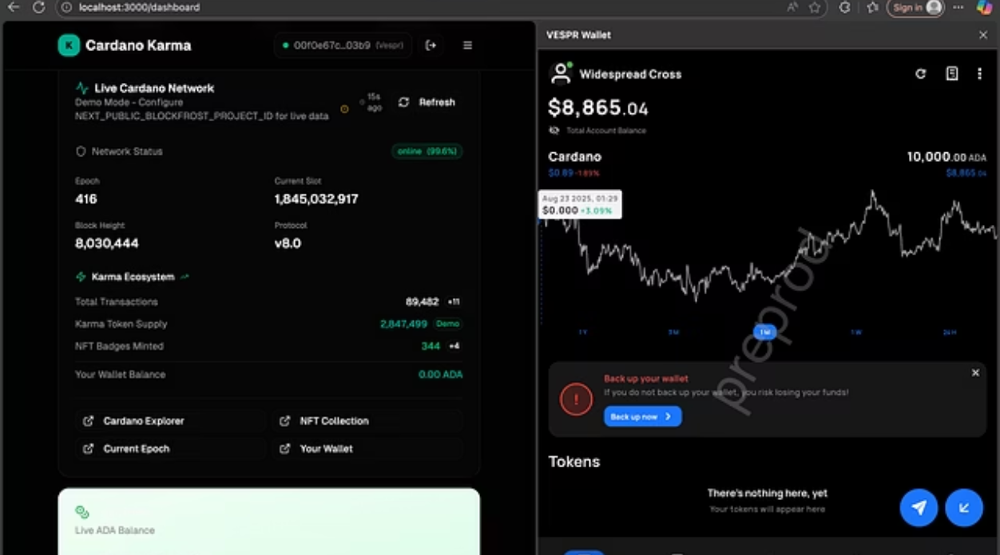 localhost:3000/dashboard
Sign in
K Cardano Karma
00f0e67c...03b9 (Vespr)
Live Cardano Network
Demo Mode - Configure
NEXT_PUBLIC_BLOCKFROST_PROJECT_ID for live data
15s
ago
Refresh
Network Status
online (99.6%)
Epoch
Current Slot
416
1,845,032,917
Block Height
Protocol
8,030,444
v8.0
Karma Ecosystem
Total Transactions
89,482 +11
Karma Token Supply
2,847,499 Demo
NFT Badges Minted
344 +4
Your Wallet Balance
0.00 ADA
Cardano Explorer
NFT Collection
Current Epoch
Your Wallet
Live ADA Balance
VESPR Wallet
Widespread Cross
$8,865.04
Total Account Balance
Cardano
10,000.00 ADA
$0.89 -1.89%
$8,865.04
Aug 23 2025, 01:29
$0.000 +3.09%
1Y
3M
1M
1W
24H
preprod
Back up your wallet
If you do not back up your wallet, you risk losing your funds!
Back up now
Tokens
There's nothing here, yet
Your tokens will appear here